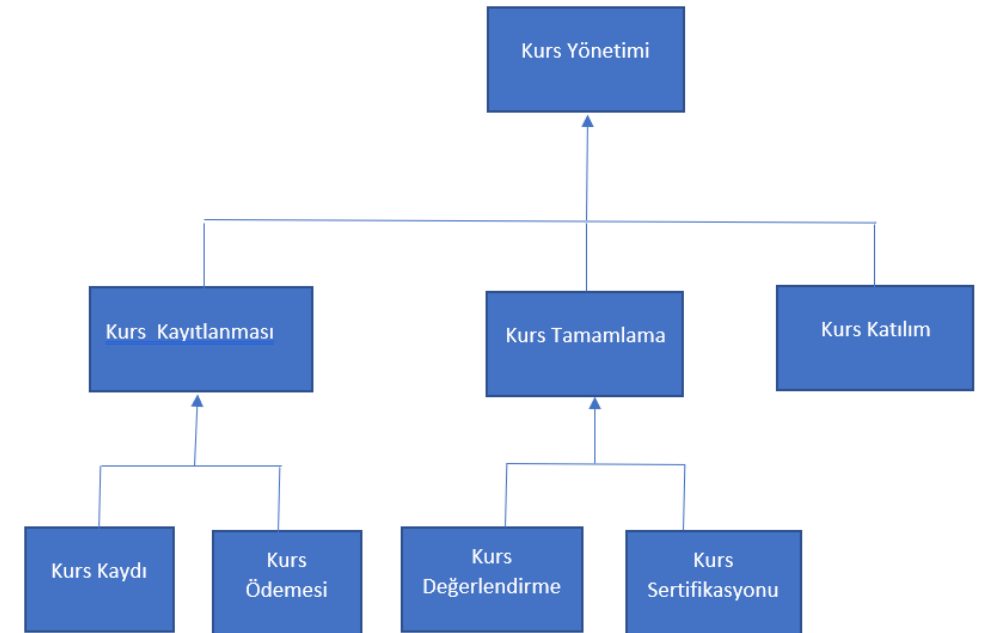 Kurs Yönetimi
Kurs Kayıtlanması
Kurs Tamamlama
Kurs Katılım
Kurs Kaydı
Kurs
Ödemesi
Kurs
Değerlendirme
Kurs
Sertifikasyonu